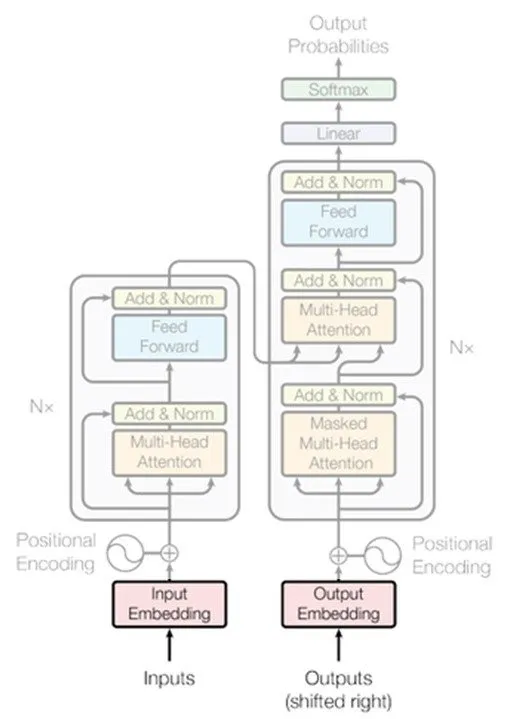 Output
Probabilities
Softmax
Linear
Add & Norm
Feed
Forward
Add & Norm
Multi-Head
Attention
Add & Norm
Masked
Multi-Head
Attention
N×
Add & Norm
Feed
Forward
N×
Add & Norm
Multi-Head
Attention
Positional
Encoding
Positional
Encoding
Input
Embedding
Output
Embedding
Inputs
Outputs
(shifted right)